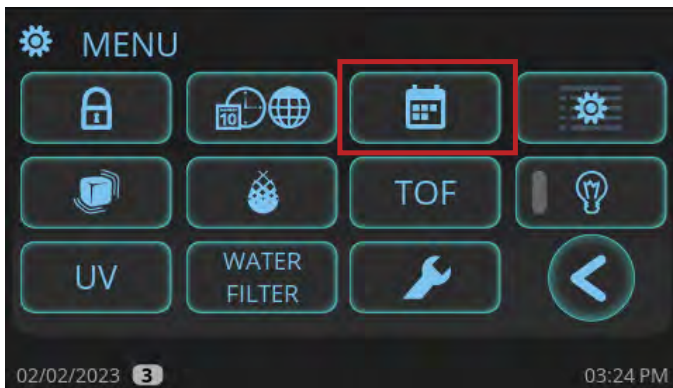 MENU
10
TOF
UV
WATER
FILTER
02/02/2023 3
03:24 PM